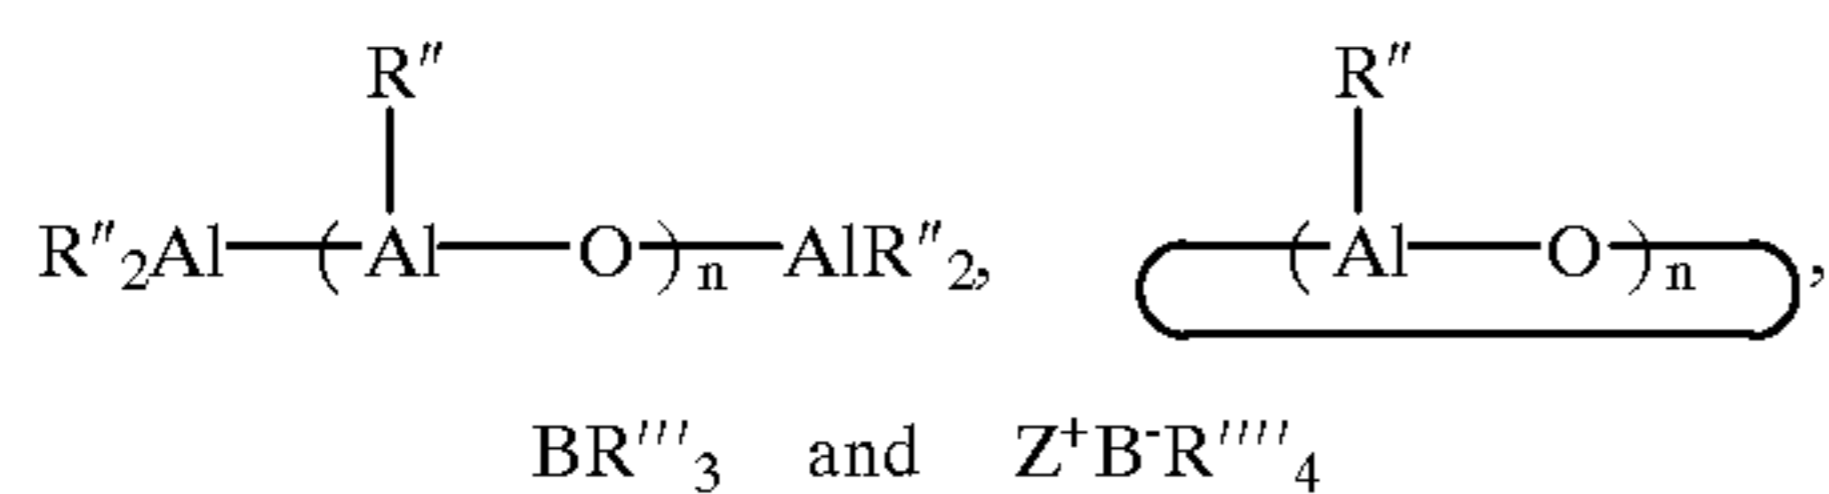 R″ R″
R″₂Al—(Al—O)ₙ—AlR″₂, (Al—O)ₙ,
BR‴₃ and Z⁺B⁻R⁗₄